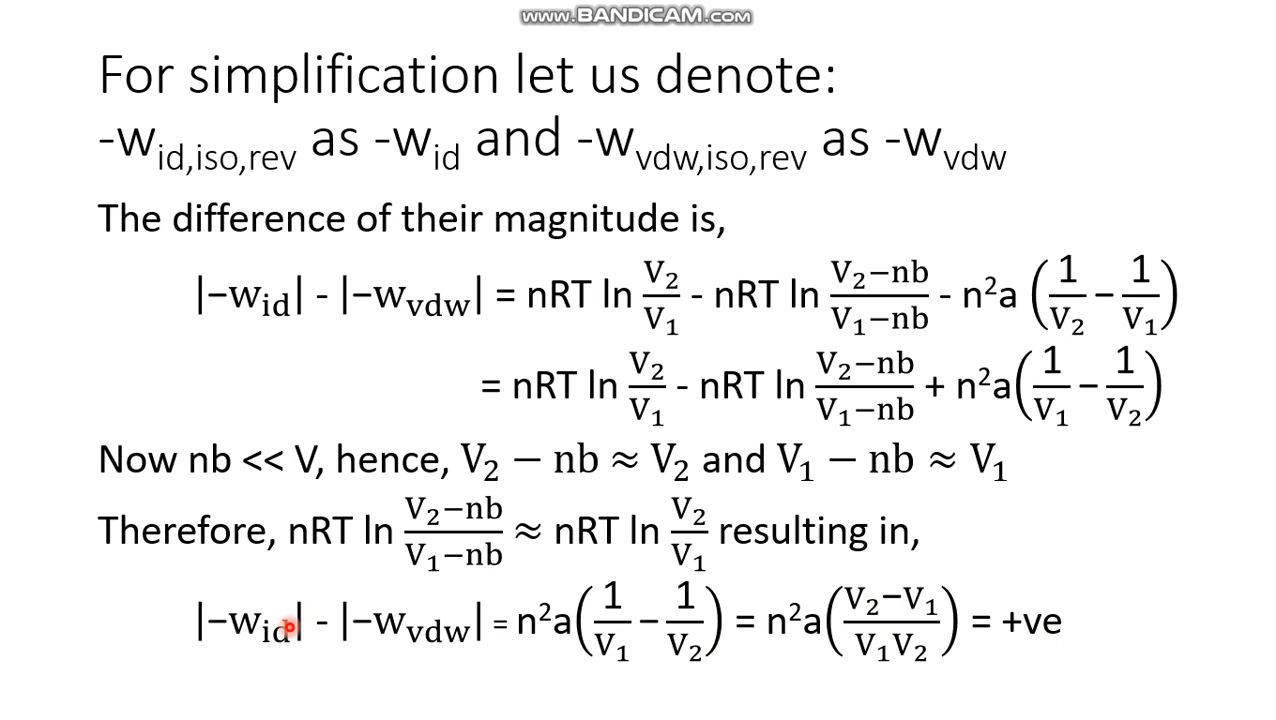 www.BANDICAM.com
For simplification let us denote:
-w_id,iso,rev as -w_id and -w_vdw,iso,rev as -w_vdw
The difference of their magnitude is,
|−w_id| - |−w_vdw| = nRT ln V₂/V₁ - nRT ln (V₂−nb)/(V₁−nb) - n²a (1/V₂ − 1/V₁)
= nRT ln V₂/V₁ - nRT ln (V₂−nb)/(V₁−nb) + n²a(1/V₁ − 1/V₂)
Now nb << V, hence, V₂ − nb ≈ V₂ and V₁ − nb ≈ V₁
Therefore, nRT ln (V₂−nb)/(V₁−nb) ≈ nRT ln V₂/V₁ resulting in,
|−w_id| - |−w_vdw| = n²a(1/V₁ − 1/V₂) = n²a((V₂−V₁)/(V₁V₂)) = +ve